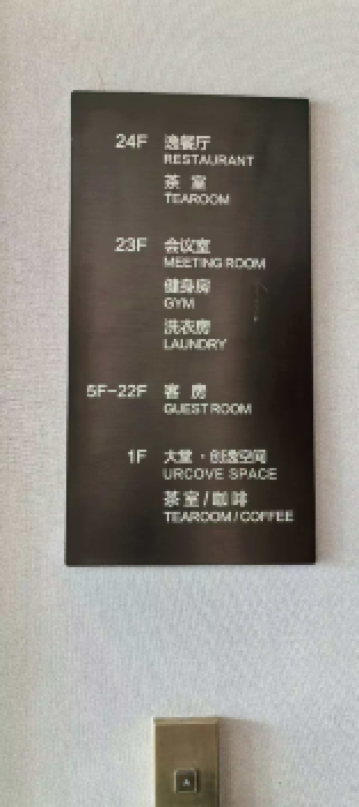 24F 逸餐厅
RESTAURANT
茶 室
TEAROOM
23F 会议室
MEETING ROOM
健身房
GYM
洗衣房
LAUNDRY
5F-22F 客 房
GUEST ROOM
1F 大堂·创逸空间
URCOVE SPACE
茶室/咖啡
TEAROOM/COFFEE